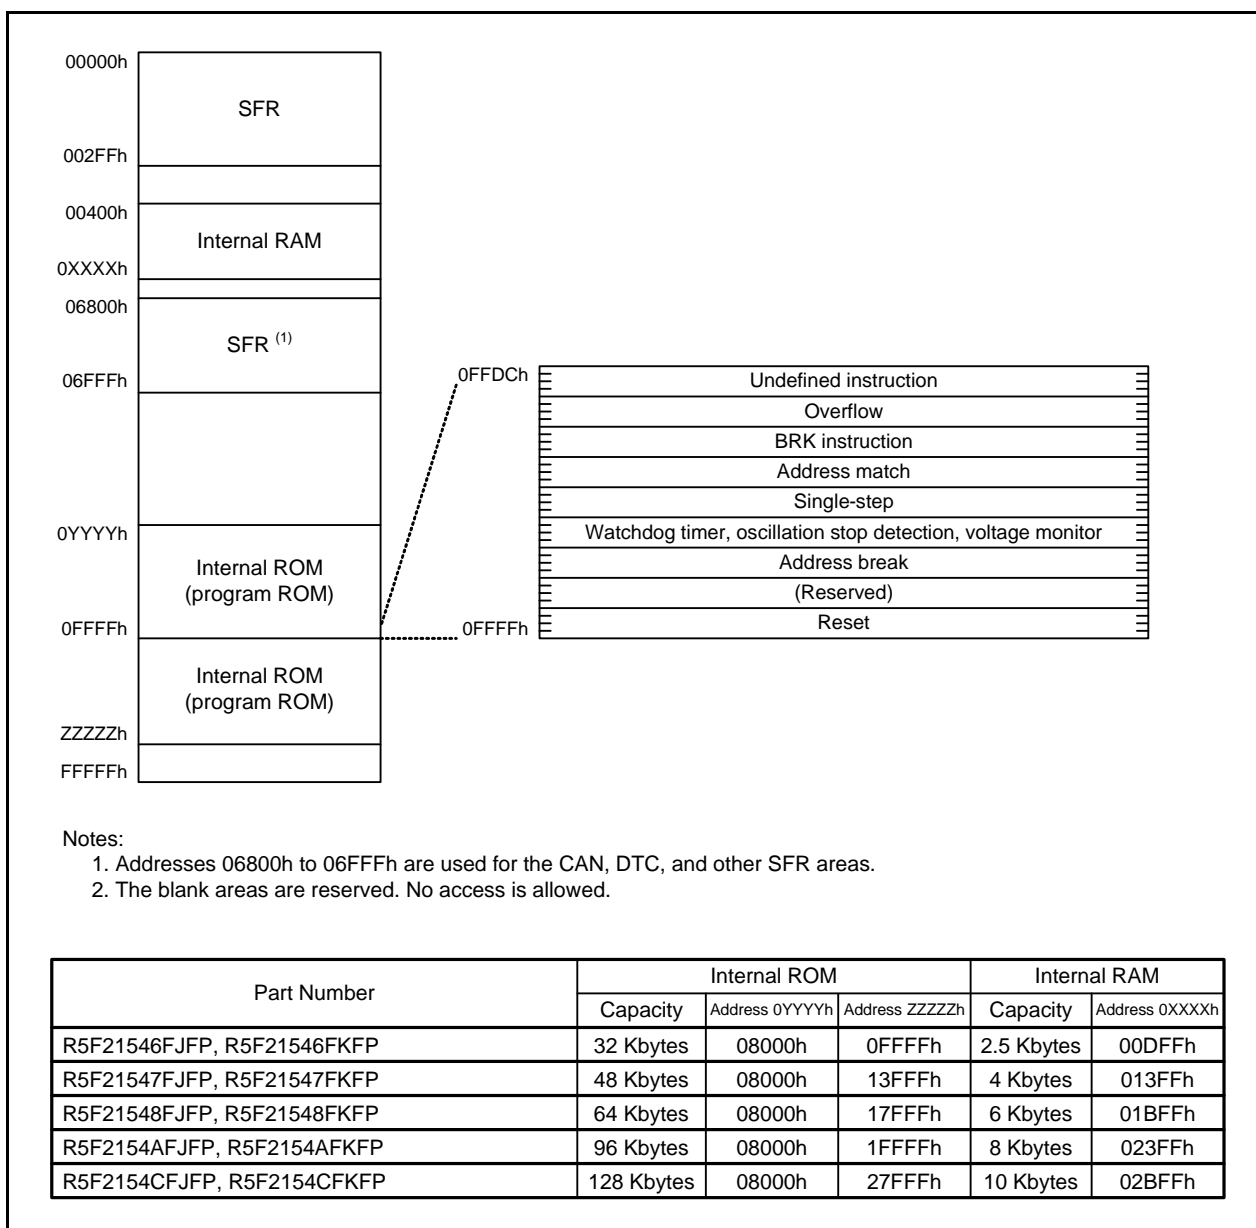 00000h
SFR
002FFh
00400h
Internal RAM
0XXXXh
06800h
SFR (1)
06FFFh
0FFDCh
Undefined instruction
Overflow
BRK instruction
Address match
Single-step
0YYYYh
Watchdog timer, oscillation stop detection, voltage monitor
Internal ROM
(program ROM)
Address break
(Reserved)
0FFFFh
0FFFFh
Reset
Internal ROM
(program ROM)
ZZZZZh
FFFFFh
Notes:
1. Addresses 06800h to 06FFFh are used for the CAN, DTC, and other SFR areas.
2. The blank areas are reserved. No access is allowed.
Part Number Internal ROM Internal RAM
Capacity Address 0YYYYh Address ZZZZZh Capacity Address 0XXXXh
R5F21546FJFP, R5F21546FKFP 32 Kbytes 08000h 0FFFFh 2.5 Kbytes 00DFFh
R5F21547FJFP, R5F21547FKFP 48 Kbytes 08000h 13FFFh 4 Kbytes 013FFh
R5F21548FJFP, R5F21548FKFP 64 Kbytes 08000h 17FFFh 6 Kbytes 01BFFh
R5F2154AFJFP, R5F2154AFKFP 96 Kbytes 08000h 1FFFFh 8 Kbytes 023FFh
R5F2154CFJFP, R5F2154CFKFP 128 Kbytes 08000h 27FFFh 10 Kbytes 02BFFh